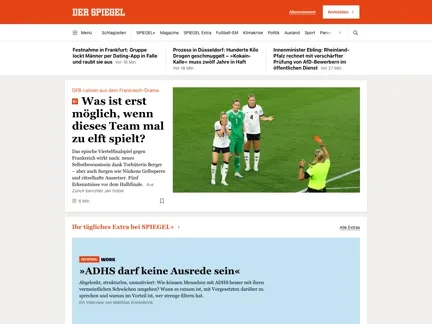 DER SPIEGEL
Abonnement
Anmelden
Menü
Schlagzeilen
SPIEGEL+
Magazine
SPIEGEL Extra
Fußball-EM
Klimakrise
Politik
Ausland
Sport
Festnahme in Frankfurt: Gruppe
lockt Männer per Dating-App in Falle
und raubt sie aus vor 16 Min
Prozess in Düsseldorf: Hunderte Kilo
Drogen geschmuggelt – »Kokain-
Kalle« muss zwölf Jahre in Haft
Vor 18 Min
Innenminister Ebling: Rheinland-
Pfalz rechnet mit verschärfter
Prüfung von AfD-Bewerbern im
öffentlichen Dienst vor 27 Min
DFB-Lehren aus dem Frankreich-Drama
Was ist erst
möglich, wenn
dieses Team mal
zu elft spielt?
Das epische Viertelfinalspiel gegen
Frankreich wirkt nach: neues
Selbstbewusstsein dank Torhüterin Berger
– aber auch Sorgen wie Nüskens Gelbsperre
und rätselhafte Aussetzer. Fünf
Erkenntnisse vor dem Halbfinale. Aus
Zürich berichtet Jan Göbel
6 Min
Ihr tägliches Extra bei SPIEGEL+
Alle Extras
WORK
»ADHS darf keine Ausrede sein«
Abgelenkt, strukturlos, unmotiviert: Wie können Menschen mit ADHS besser mit ihren
vermeintlichen Schwächen umgehen? Wann es ratsam ist, mit Vorgesetzten darüber zu
sprechen und warum im Vorteil ist, wer strenge Eltern hat.
Ein Interview von Matthias Kreienbrink